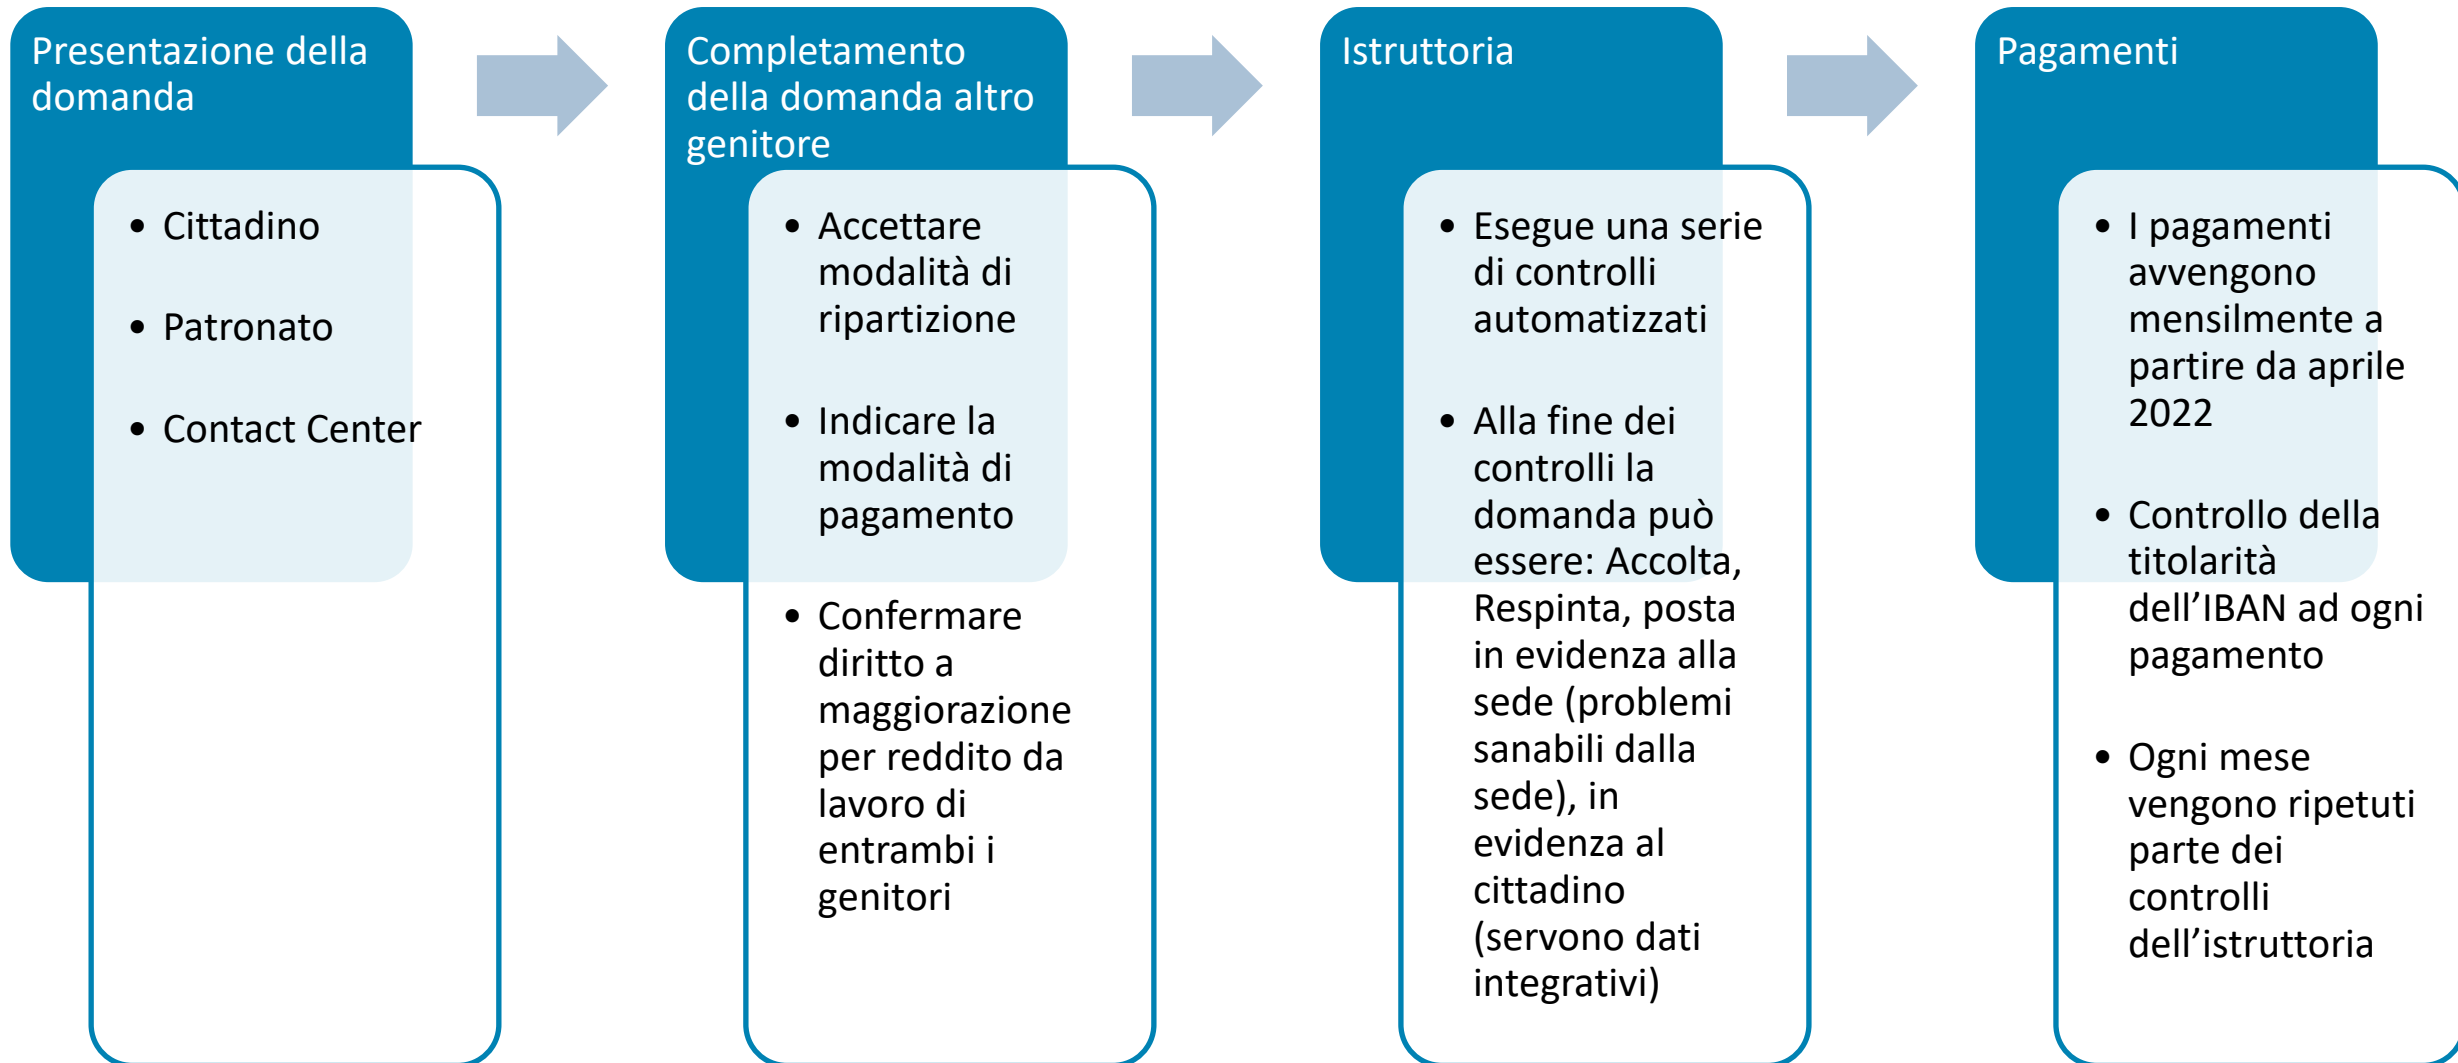 Presentazione della
domanda
• Cittadino
• Patronato
• Contact Center
Completamento
della domanda altro
genitore
• Accettare
modalità di
ripartizione
• Indicare la
modalità di
pagamento
• Confermare
diritto a
maggiorazione
per reddito da
lavoro di
entrambi i
genitori
Istruttoria
• Esegue una serie
di controlli
automatizzati
• Alla fine dei
controlli la
domanda può
essere: Accolta,
Respinta, posta
in evidenza alla
sede (problemi
sanabili dalla
sede), in
evidenza al
cittadino
(servono dati
integrativi)
Pagamenti
• I pagamenti
avvengono
mensilmente a
partire da aprile
2022
• Controllo della
titolarità
dell’IBAN ad ogni
pagamento
• Ogni mese
vengono ripetuti
parte dei
controlli
dell’istruttoria